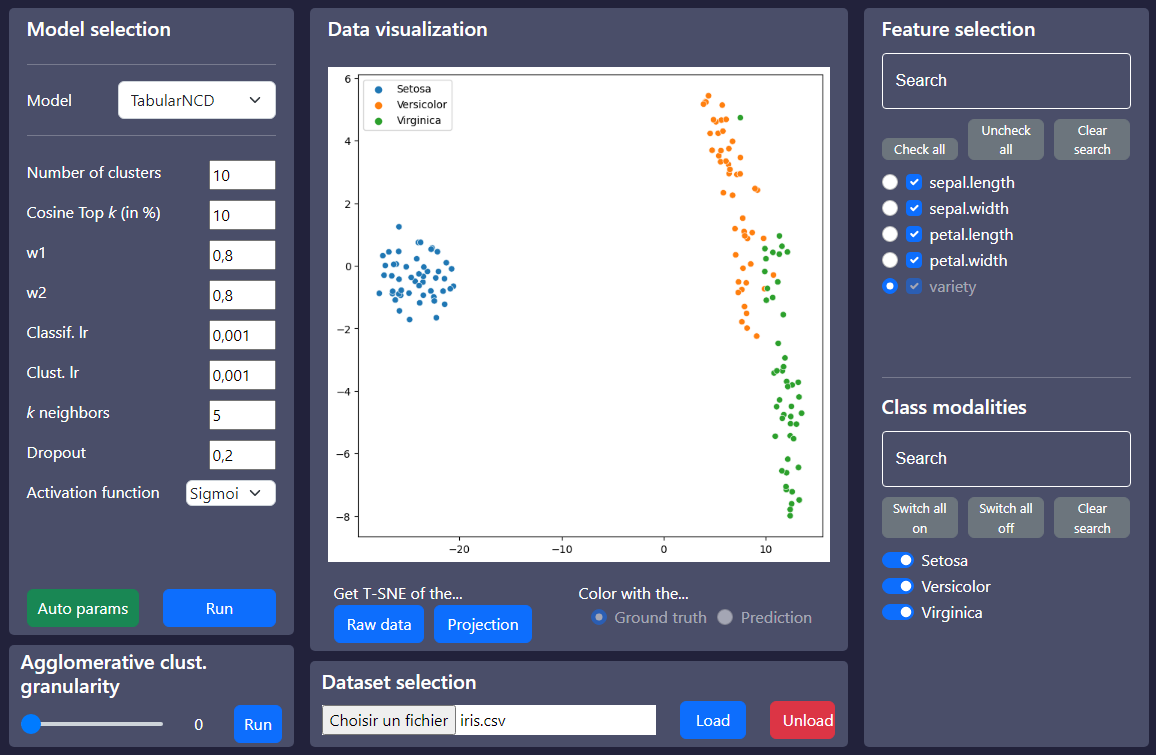 Model selection
Model
TabularNCD
Number of clusters 10
Cosine Top k (in %) 10
w1 0,8
w2 0,8
Classif. lr 0,001
Clust. lr 0,001
k neighbors 5
Dropout 0,2
Activation function Sigmoi
Auto params Run
Agglomerative clust.
granularity
0 Run
Data visualization
Setosa
Versicolor
Virginica
6
4
2
0
−2
−4
−6
−8
−20 −10 0 10
Get T-SNE of the... Color with the...
Raw data Projection Ground truth Prediction
Dataset selection
Choisir un fichier iris.csv Load Unload
Feature selection
Search
Check all Uncheck all Clear search
sepal.length
sepal.width
petal.length
petal.width
variety
Class modalities
Search
Switch all on Switch all off Clear search
Setosa
Versicolor
Virginica